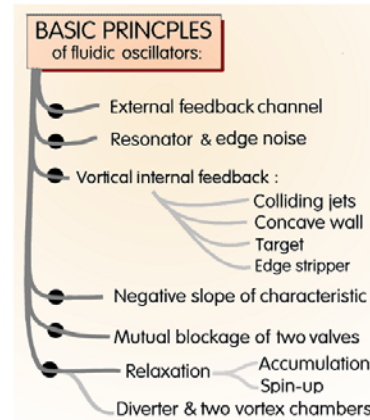 BASIC PRINCPLES
of fluidic oscillators:
External feedback channel
Resonator & edge noise
Vortical internal feedback :
Colliding jets
Concave wall
Target
Edge stripper
Negative slope of characteristic
Mutual blockage of two valves
Relaxation
Accumulation
Spin-up
Diverter & two vortex chambers